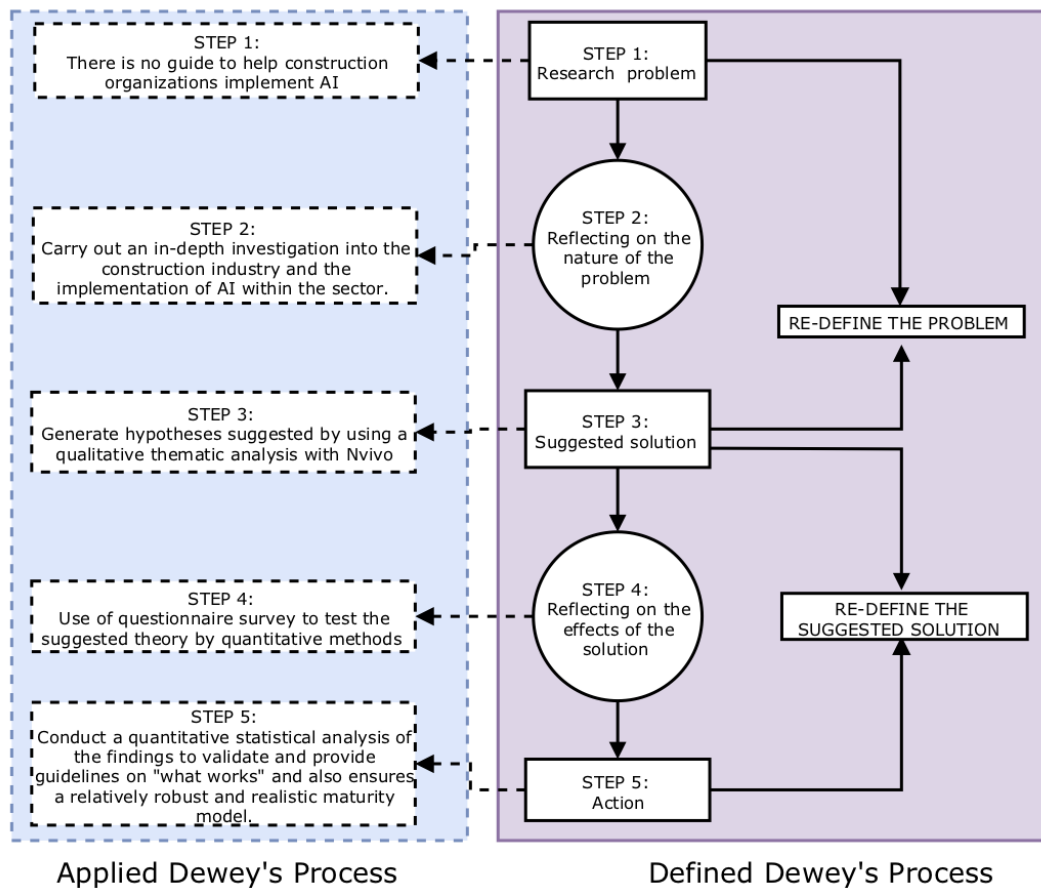 STEP 1:
There is no guide to help construction
organizations implement AI
STEP 2:
Carry out an in-depth investigation into the
construction industry and the
implementation of AI within the sector.
STEP 3:
Generate hypotheses suggested by using a
qualitative thematic analysis with Nvivo
STEP 4:
Use of questionnaire survey to test the
suggested theory by quantitative methods
STEP 5:
Conduct a quantitative statistical analysis of
the findings to validate and provide
guidelines on "what works" and also ensures
a relatively robust and realistic maturity
model.
Applied Dewey's Process
STEP 1:
Research problem
STEP 2:
Reflecting on the
nature of the
problem
STEP 3:
Suggested solution
STEP 4:
Reflecting on the
effects of the
solution
STEP 5:
Action
RE-DEFINE THE PROBLEM
RE-DEFINE THE
SUGGESTED SOLUTION
Defined Dewey's Process